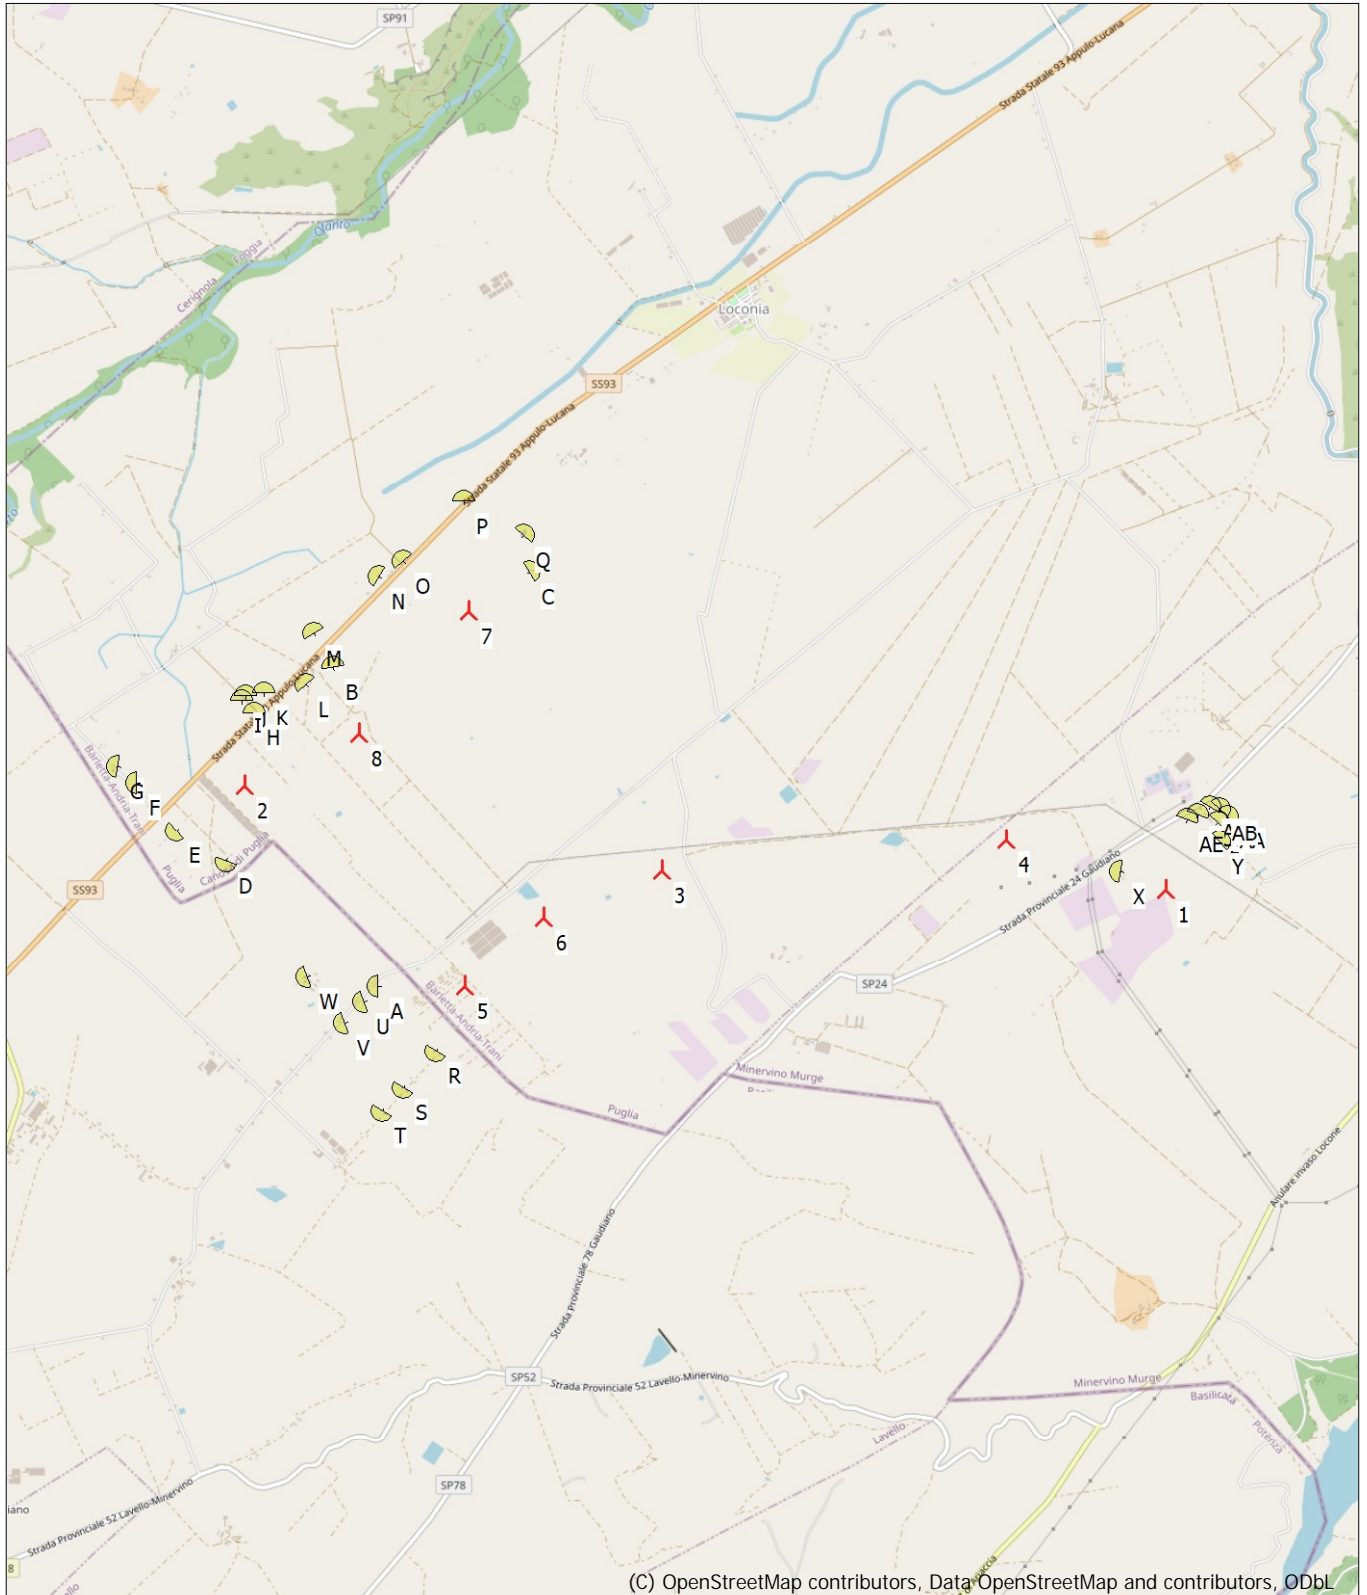 SP91
Strada Statale 93 Appulo-Lucana
Ofanto
Foggia
Cerignola
Loconia
SS93
Strada Statale 93 Appulo-Lucana
P
Q
O
C
N
7
M
B
L
K
I
H
8
Barletta-Andria-Trani
G
F
2
E
D
Puglia
SS93
AB
AE
Y
4
X
1
Strada Provinciale 24 Gaudiano
3
6
SP24
5
W
A
U
V
Barletta-Andria-Trani
R
S
T
Minervino Murge
Puglia
Strada Provinciale 78 Gaudiano
Anulare invaso Locone
SP52
Strada Provinciale 52 Lavello-Minervino
Minervino Murge
Basilicata
Potenza
Lavello
SP78
Strada Provinciale 52 Lavello-Minervino
iano
8
(C) OpenStreetMap contributors, Data OpenStreetMap and contributors, ODbL